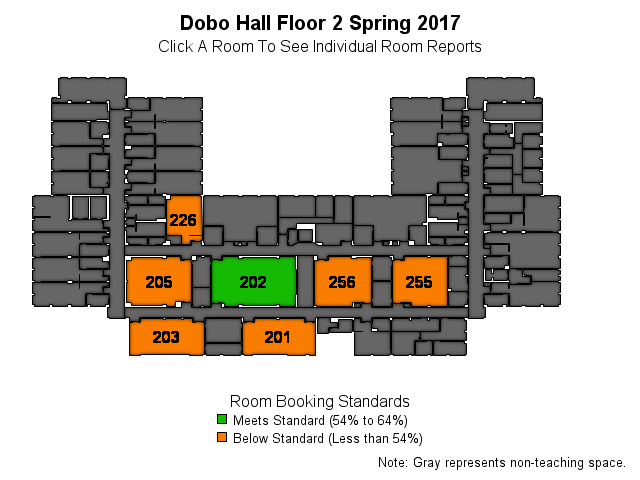 Dobo Hall Floor 2 Spring 2017
Click A Room To See Individual Room Reports
226
205 202 256 255
203 201
Room Booking Standards
Meets Standard (54% to 64%)
Below Standard (Less than 54%)
Note: Gray represents non-teaching space.